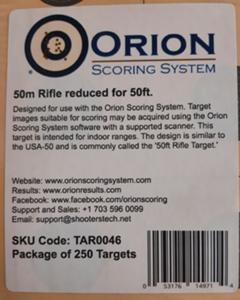 ORION
SCORING SYSTEM
50m Rifle reduced for 50ft.
Designed for use with the Orion Scoring System. Target
images suitable for scoring may be acquired using the Orion
Scoring System software with a supported scanner. This
target is intended for indoor ranges. The design is similar to
the USA-50 and is commonly called the '50ft Rifle Target.'
Website: www.orionscoringsystem.com
Results: www.orionresults.com
Facebook: www.facebook.com/orionscoring
Support and Sales: +1 703 596 0099
Email: support@shooterstech.net
SKU Code: TAR0046
Package of 250 Targets
0 53176 14971 4